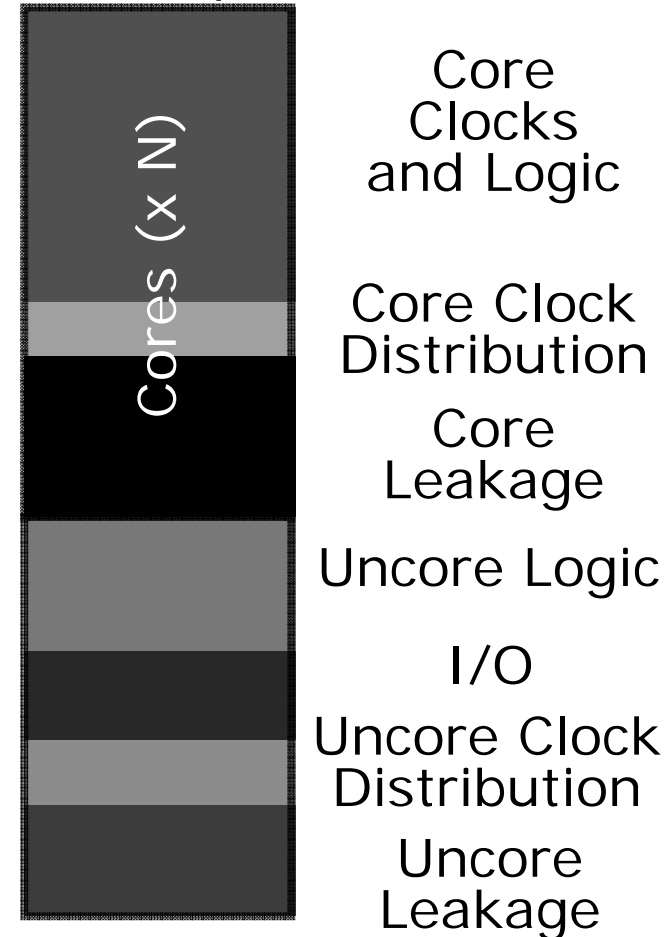 Cores (x N)
Core
Clocks
and Logic
Core Clock
Distribution
Core
Leakage
Uncore Logic
I/O
Uncore Clock
Distribution
Uncore
Leakage